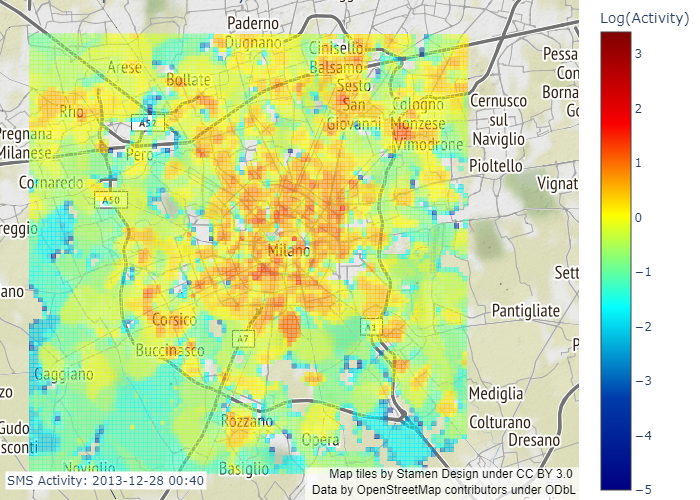 Log(Activity)
3
2
1
0
−1
−2
−3
−4
−5
Paderno
Dugnano
Cinisello
Balsamo
Arese
Bollate
Sesto
San
Giovanni
Cologno
Monzese
Vimodrone
Rho
A52
Pero
Pregnana
Milanese
Cornaredo
A50
reggio
Cernusco
sul
Naviglio
Pioltello
Pessa
Con
Borna
Go
Vignat
Milano
ano
Sett
Pantigliate
P
Corsico
Buccinasco
A7
A1
Gaggiano
zo
Gudo
sconti
Rozzano
Opera
Noviglio
Basiglio
Mediglia
Colturano
Dresano
SMS Activity: 2013-12-28 00:40
Map tiles by Stamen Design under CC BY 3.0
Data by OpenStreetMap contributors under ODbL